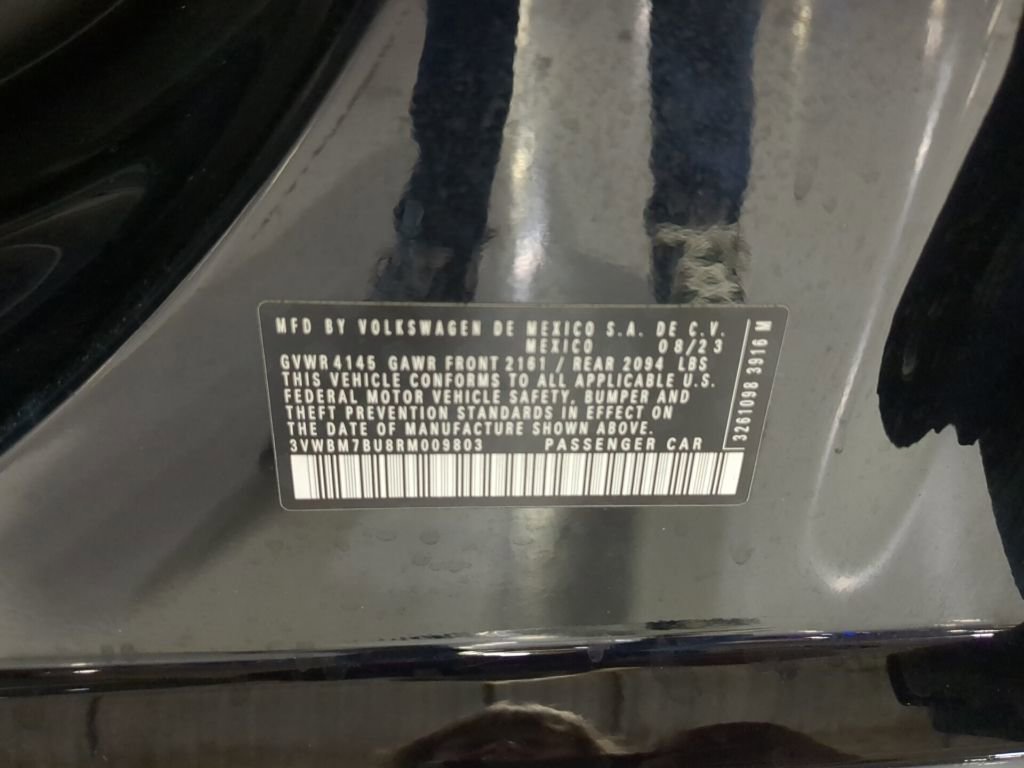 MFD BY VOLKSWAGEN DE MEXICO S.A. DE C.V.
MEXICO 08/23
GVWR 4145 GAWR FRONT 2161 / REAR 2094 LBS
THIS VEHICLE CONFORMS TO ALL APPLICABLE U.S.
FEDERAL MOTOR VEHICLE SAFETY, BUMPER AND
THEFT PREVENTION STANDARDS IN EFFECT ON
THE DATE OF MANUFACTURE SHOWN ABOVE.
3VWBM7BU8RM009803 PASSENGER CAR
3261098 3916 M